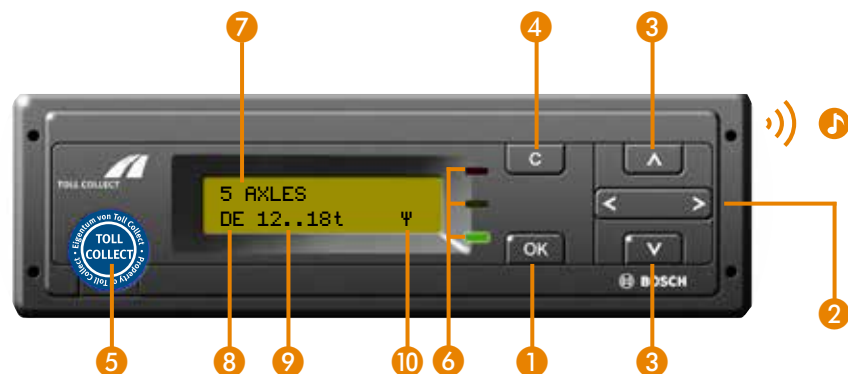 7 4 3
C ∧
TOLL COLLECT
5 AXLES
DE 12..18t Ψ
< >
OK ∨
BOSCH
Eigentum von Toll Collect • Property of Toll Collect •
TOLL
COLLECT
2
5 8 9 10 6 1 3